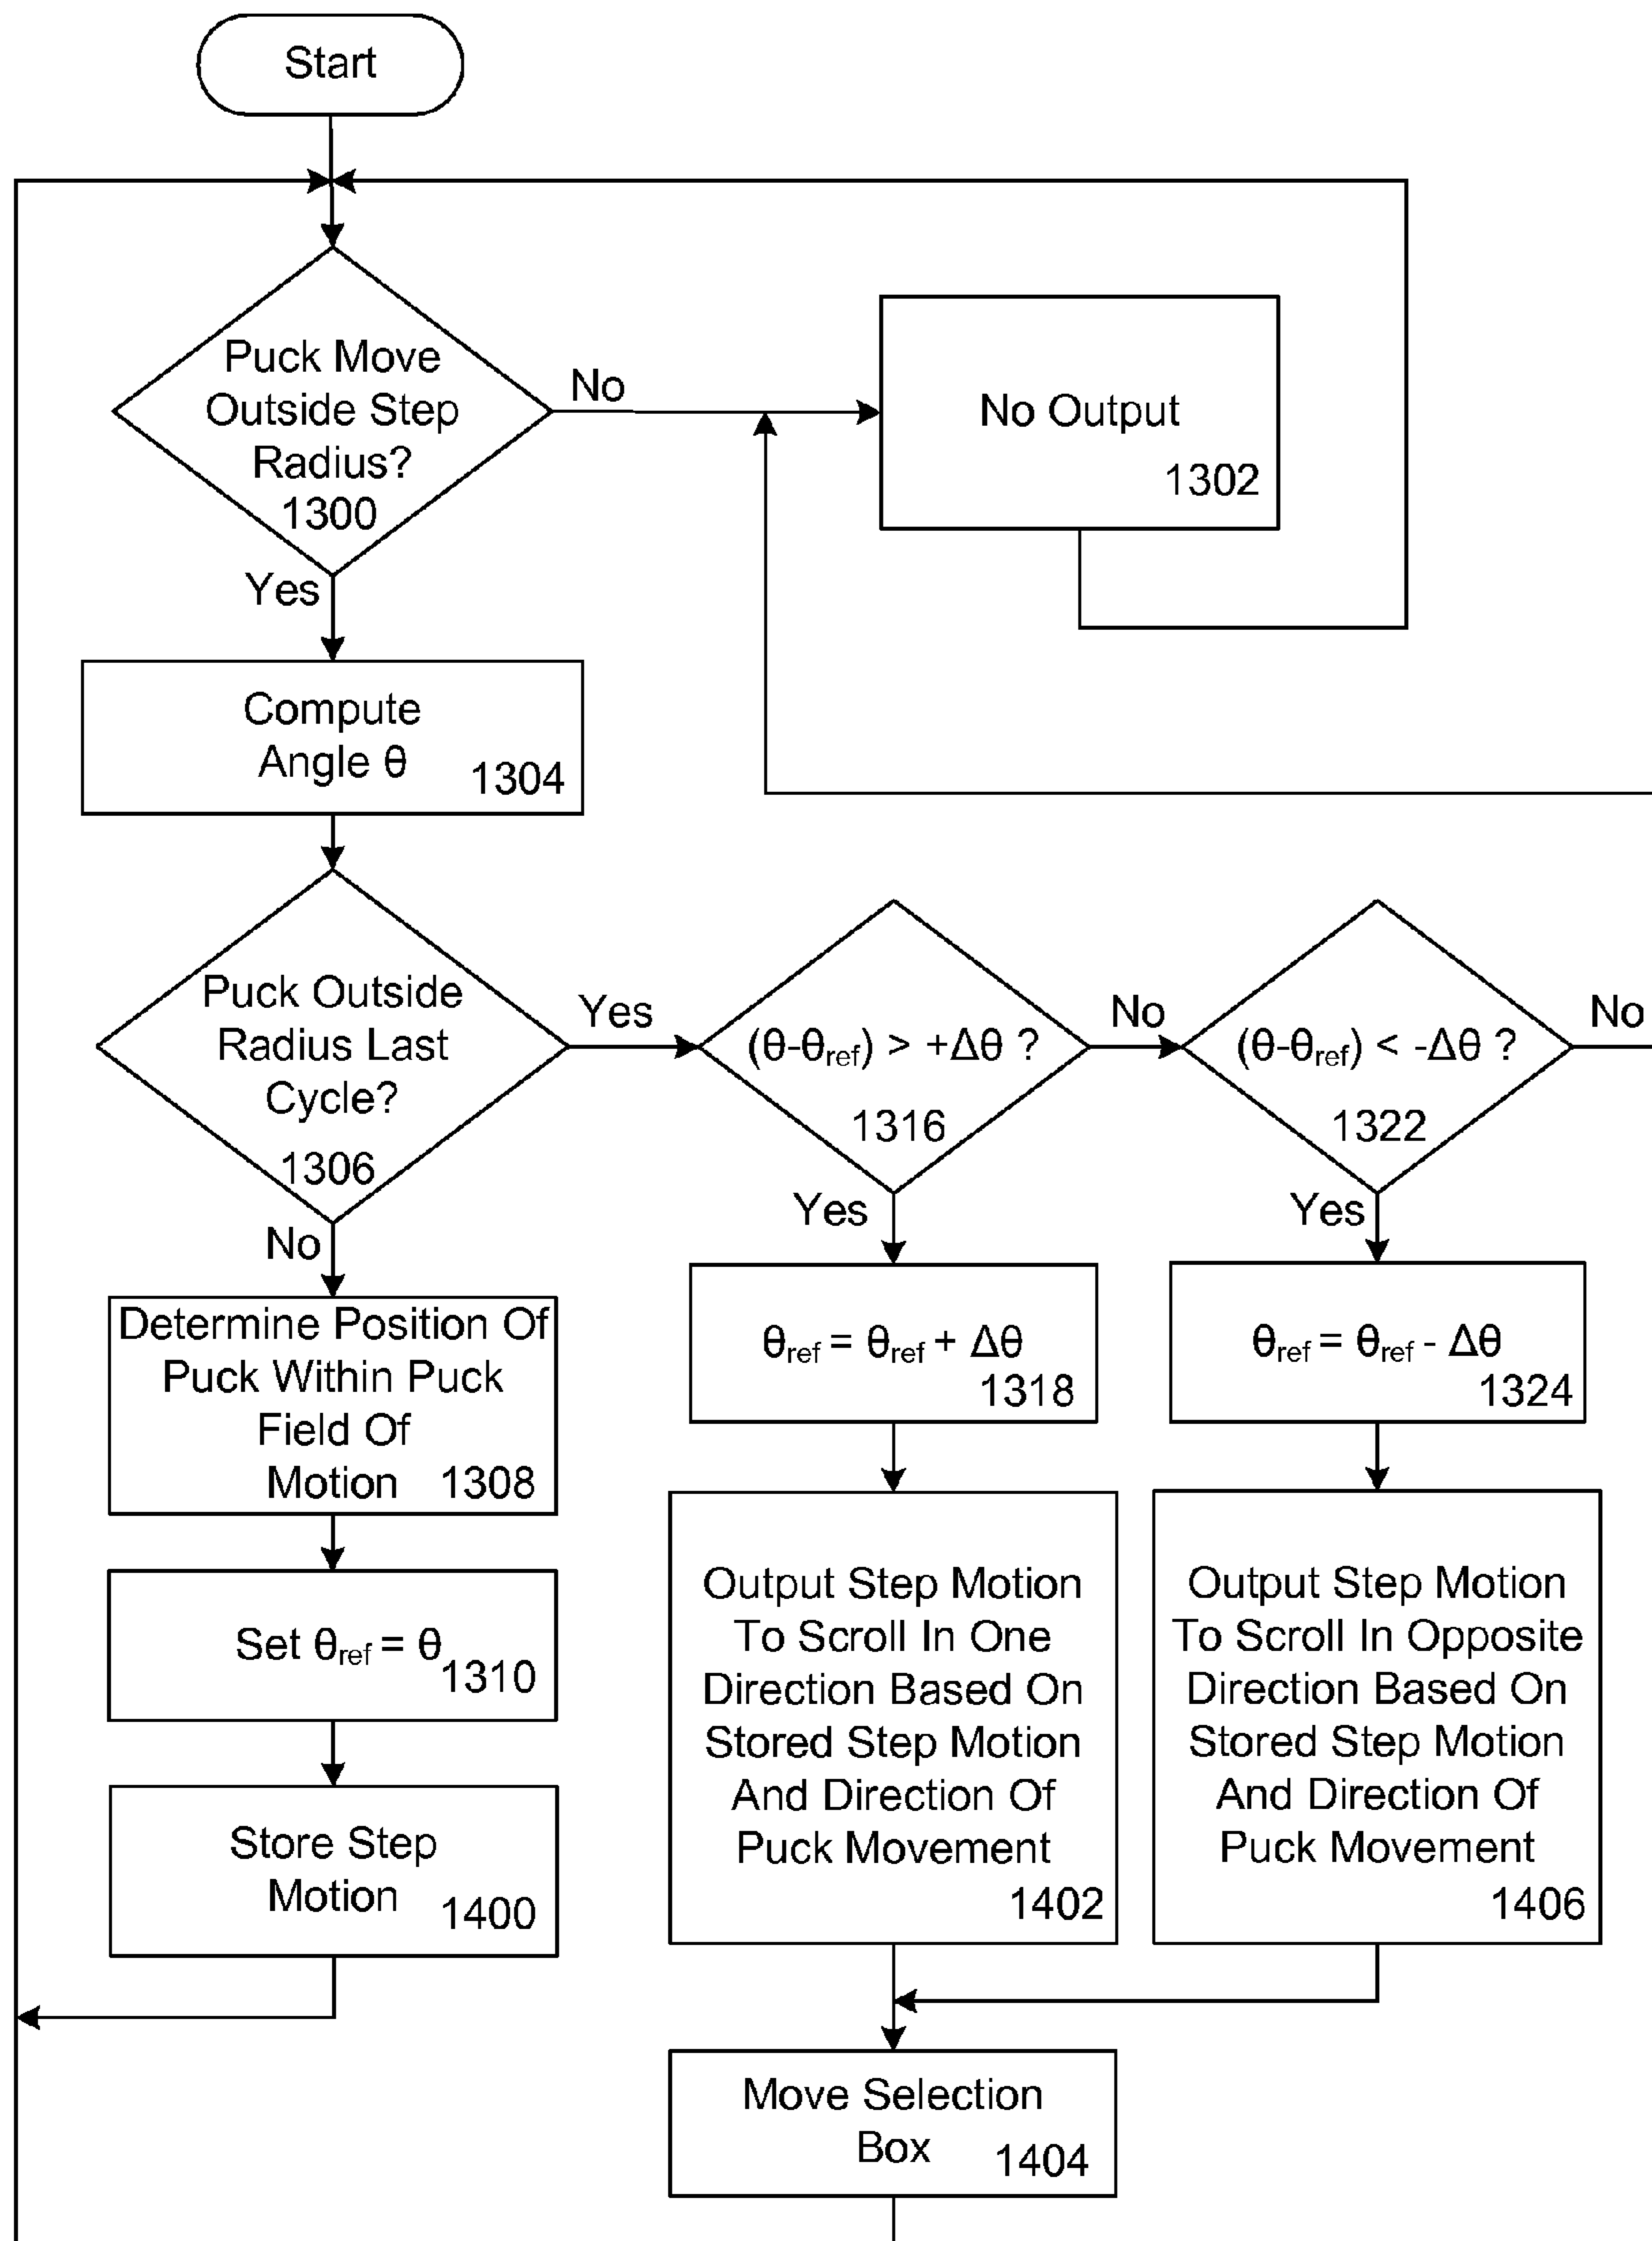 Start
Puck Move
Outside Step
Radius?
1300
No
No Output
1302
Yes
Compute
Angle θ
1304
Puck Outside
Radius Last
Cycle?
1306
Yes
(θ-θref) > +Δθ ?
1316
No
(θ-θref) < -Δθ ?
1322
No
No
Determine Position Of
Puck Within Puck
Field Of
Motion
1308
Set θref = θ
1310
Store Step
Motion
1400
Yes
θref = θref + Δθ
1318
Output Step Motion
To Scroll In One
Direction Based On
Stored Step Motion
And Direction Of
Puck Movement
1402
Yes
θref = θref - Δθ
1324
Output Step Motion
To Scroll In Opposite
Direction Based On
Stored Step Motion
And Direction Of
Puck Movement
1406
Move Selection
Box
1404